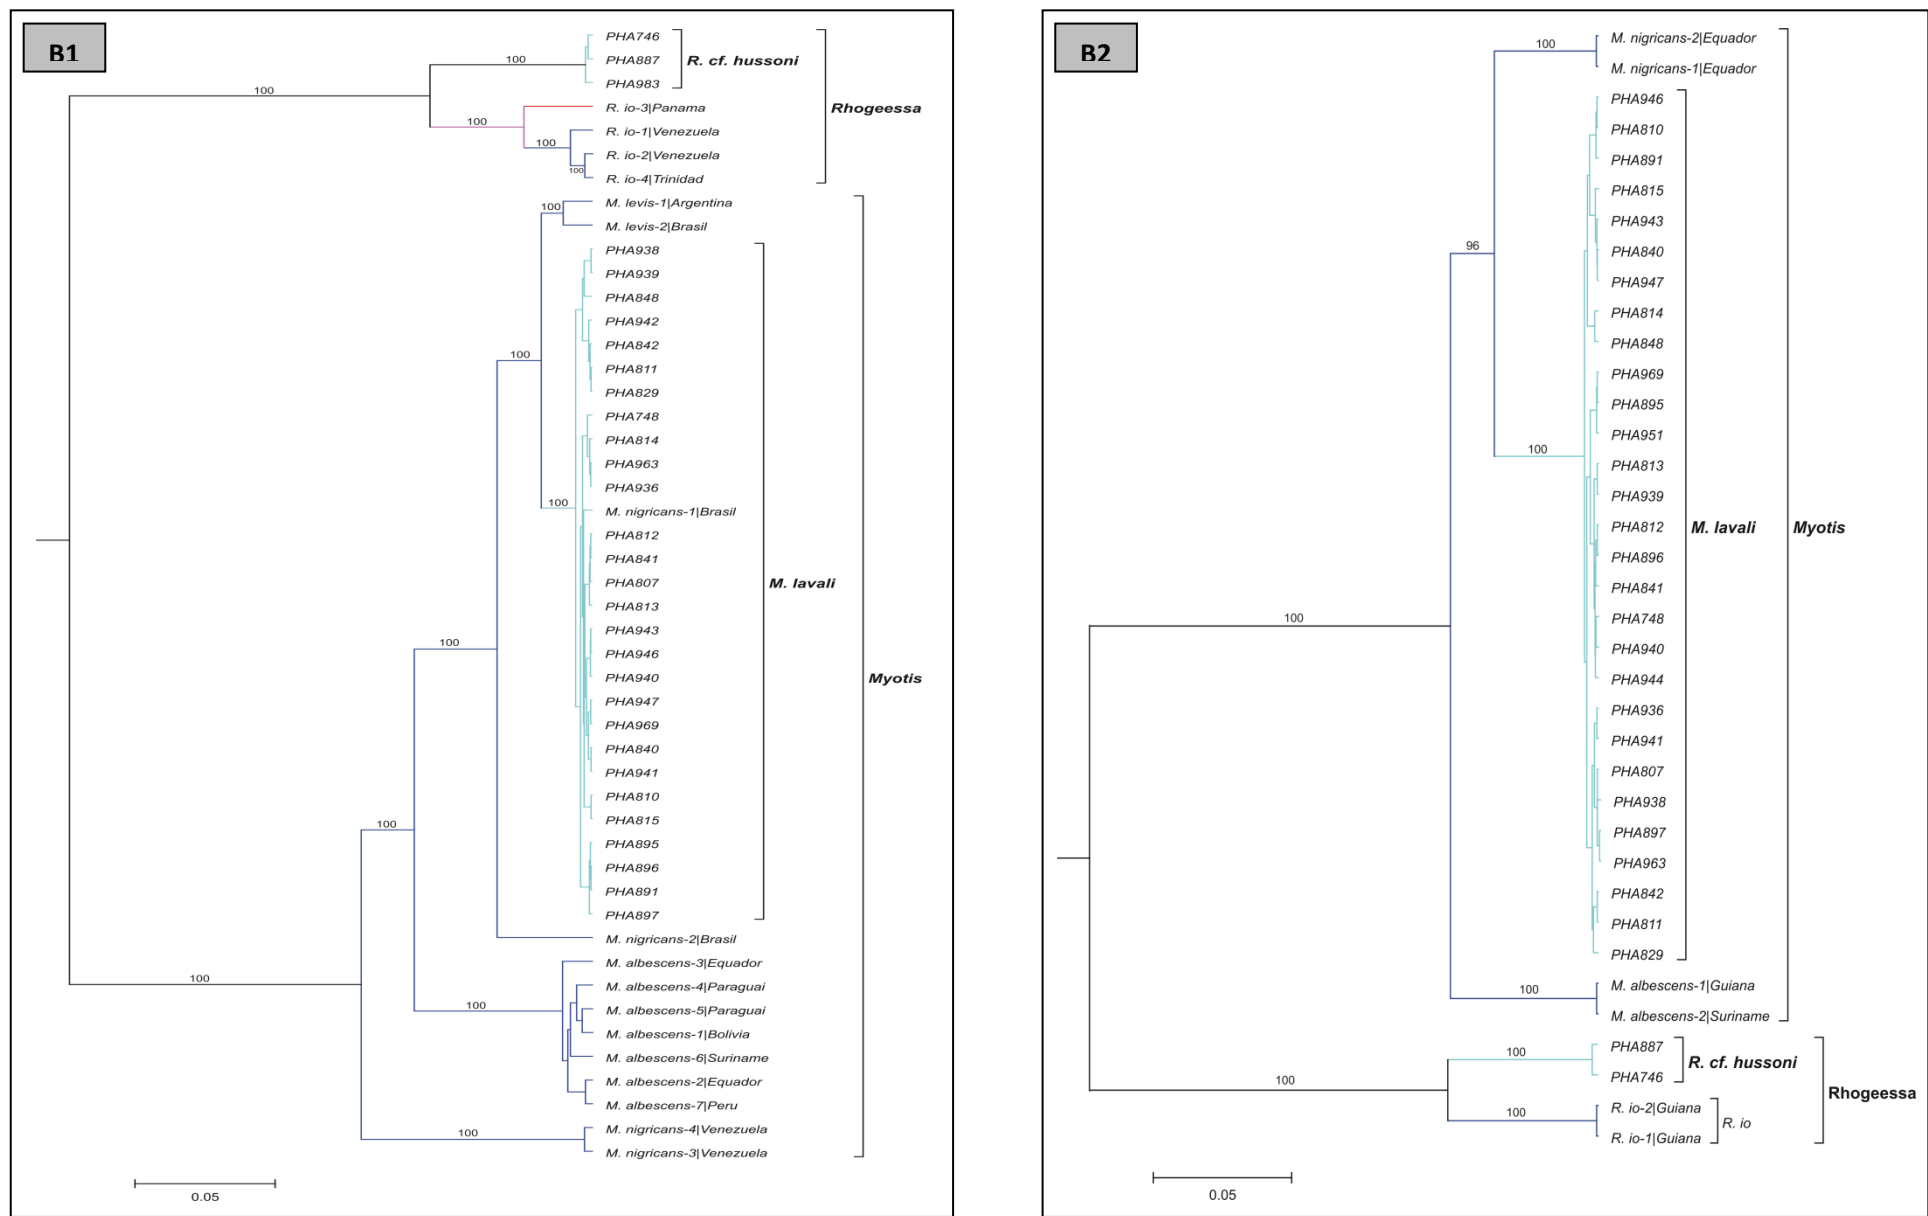 B1
100
100
100
100
100
PHA746
PHA887
PHA983
R. io-3|Panama
R. io-1|Venezuela
R. io-2|Venezuela
R. io-4|Trinidad
R. cf. hussoni
Rhogeessa
M. levis-1|Argentina
M. levis-2|Brasil
PHA938
PHA939
PHA848
PHA942
PHA842
PHA811
PHA829
PHA748
PHA814
PHA963
PHA936
M. nigricans-1|Brasil
PHA812
PHA841
PHA807
PHA813
PHA943
PHA946
PHA940
PHA947
PHA969
PHA840
PHA941
PHA810
PHA815
PHA895
PHA896
PHA891
PHA897
M. nigricans-2|Brasil
M. albescens-3|Equador
M. albescens-4|Paraguai
M. albescens-5|Paraguai
M. albescens-1|Bolivia
M. albescens-6|Suriname
M. albescens-2|Equador
M. albescens-7|Peru
M. nigricans-4|Venezuela
M. nigricans-3|Venezuela
M. lavali
Myotis
100
100
100
100
100
100
100
100
0.05
B2
100
96
100
100
100
M. nigricans-2|Equador
M. nigricans-1|Equador
PHA946
PHA810
PHA891
PHA815
PHA943
PHA840
PHA947
PHA814
PHA848
PHA969
PHA895
PHA951
PHA813
PHA939
PHA812
PHA896
PHA841
PHA748
PHA940
PHA944
PHA936
PHA941
PHA807
PHA938
PHA897
PHA963
PHA842
PHA811
PHA829
M. albescens-1|Guiana
M. albescens-2|Suriname
M. lavali
Myotis
100
100
100
PHA887
PHA746
R. io-2|Guiana
R. io-1|Guiana
R. cf. hussoni
R. io
Rhogeessa
0.05